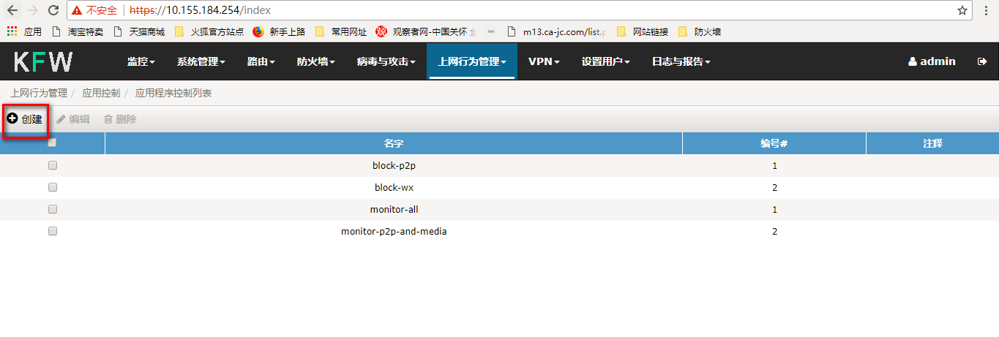 不安全 https://10.155.184.254/index
应用 淘宝特卖 天猫商城 火狐官方站点 新手上路 常用网址 观察者网-中国关怀 m13.ca-jc.com/list.p 网站链接 防火墙
KFW 监控 系统管理 路由 防火墙 病毒与攻击 上网行为管理 VPN 设置用户 日志与报告 admin
上网行为管理 / 应用控制 / 应用程序控制列表
创建 编辑 删除
名字 编号# 注释
block-p2p 1
block-wx 2
monitor-all 1
monitor-p2p-and-media 2